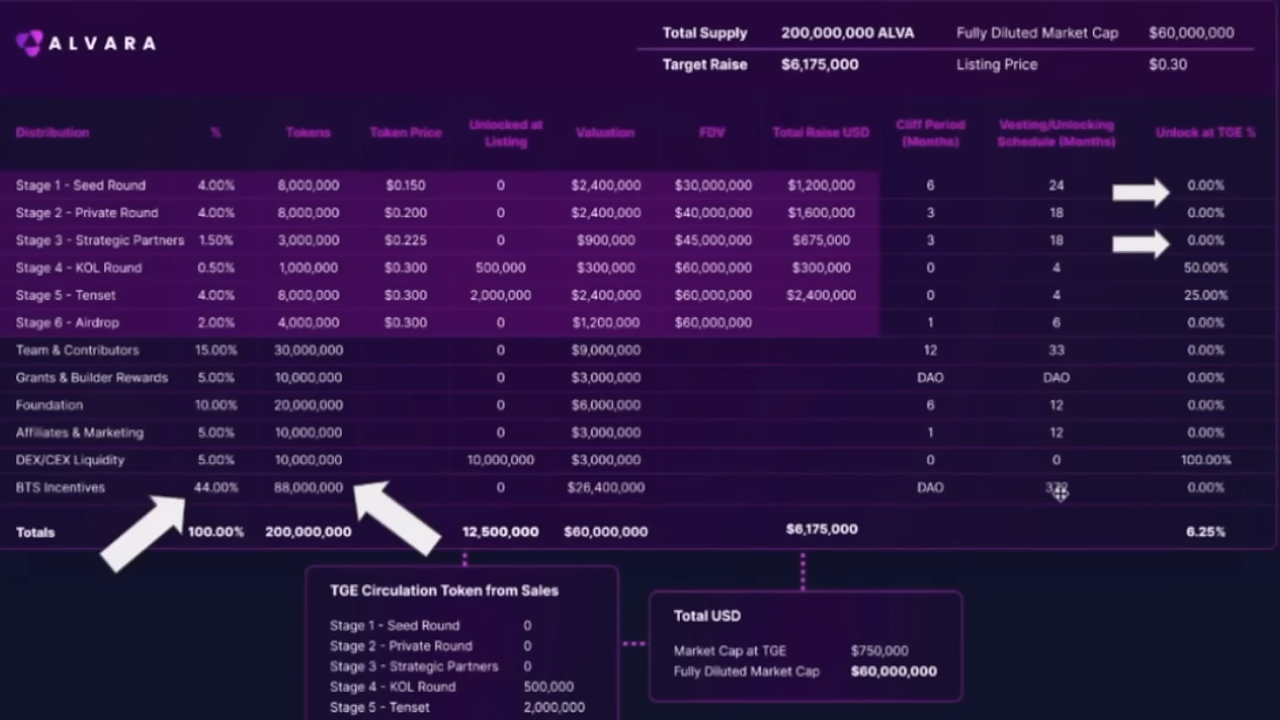 ALVARA
Total Supply 200,000,000 ALVA Fully Diluted Market Cap $60,000,000
Target Raise $6,175,000 Listing Price $0.30
Distribution % Tokens Token Price Unlocked at Listing Valuation FDV Total Raise USD Cliff Period (Months) Vesting/Unlocking Schedule (Months) Unlock at TGE %
Stage 1 - Seed Round 4.00% 8,000,000 $0.150 0 $2,400,000 $30,000,000 $1,200,000 6 24 0.00%
Stage 2 - Private Round 4.00% 8,000,000 $0.200 0 $2,400,000 $40,000,000 $1,600,000 3 18 0.00%
Stage 3 - Strategic Partners 1.50% 3,000,000 $0.225 0 $900,000 $45,000,000 $675,000 3 18 0.00%
Stage 4 - KOL Round 0.50% 1,000,000 $0.300 500,000 $300,000 $60,000,000 $300,000 0 4 50.00%
Stage 5 - Tenset 4.00% 8,000,000 $0.300 2,000,000 $2,400,000 $60,000,000 $2,400,000 0 4 25.00%
Stage 6 - Airdrop 2.00% 4,000,000 $0.300 0 $1,200,000 $60,000,000 1 6 0.00%
Team & Contributors 15.00% 30,000,000 0 $9,000,000 12 33 0.00%
Grants & Builder Rewards 5.00% 10,000,000 0 $3,000,000 DAO DAO 0.00%
Foundation 10.00% 20,000,000 0 $6,000,000 6 12 0.00%
Affiliates & Marketing 5.00% 10,000,000 0 $3,000,000 1 12 0.00%
DEX/CEX Liquidity 5.00% 10,000,000 10,000,000 $3,000,000 0 0 100.00%
BTS Incentives 44.00% 88,000,000 0 $26,400,000 DAO 0.00%
Totals 100.00% 200,000,000 12,500,000 $60,000,000 $6,175,000 6.25%
TGE Circulation Token from Sales
Stage 1 - Seed Round 0
Stage 2 - Private Round 0
Stage 3 - Strategic Partners 0
Stage 4 - KOL Round 500,000
Stage 5 - Tenset 2,000,000
Total USD
Market Cap at TGE $750,000
Fully Diluted Market Cap $60,000,000